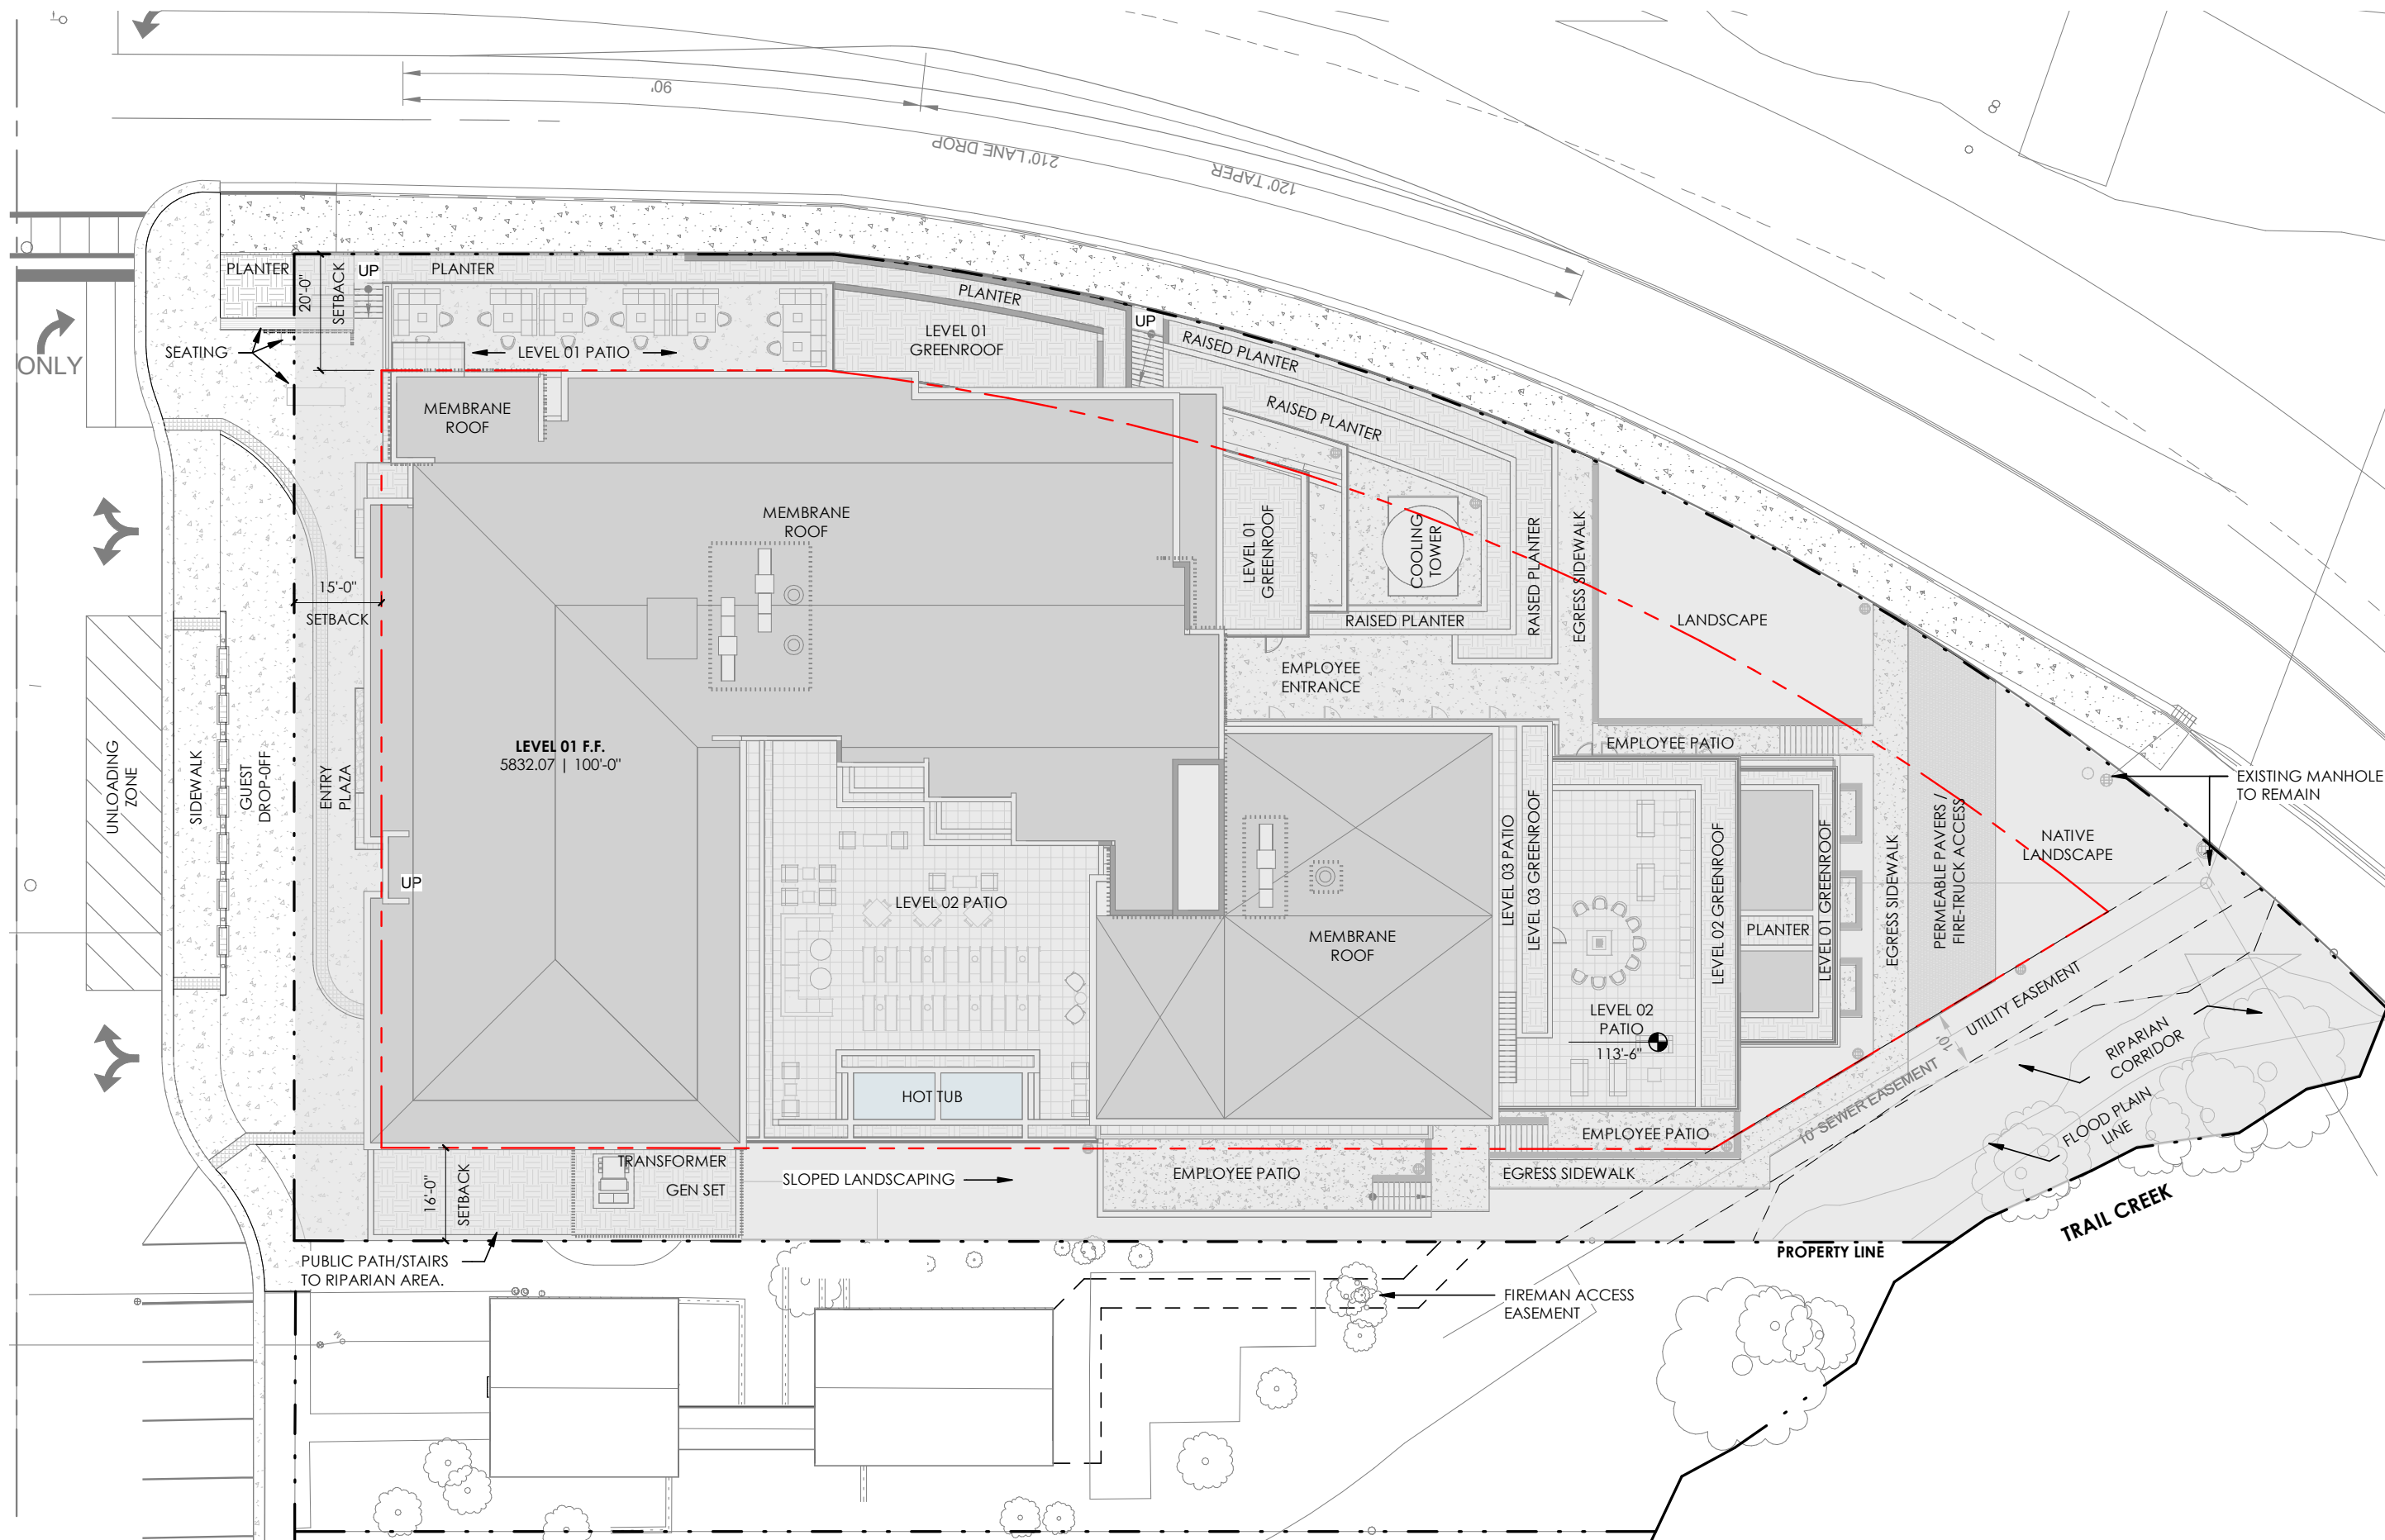 90'
210' LANE DROP
120' TAPER
PLANTER
20'-0"
SETBACK
UP
PLANTER
PLANTER
UP
ONLY
SEATING
LEVEL 01 PATIO
LEVEL 01
GREENROOF
RAISED PLANTER
RAISED PLANTER
MEMBRANE
ROOF
MEMBRANE
ROOF
LEVEL 01
GREENROOF
COOLING
TOWER
RAISED PLANTER
EGRESS SIDEWALK
RAISED PLANTER
LANDSCAPE
15'-0"
SETBACK
EMPLOYEE
ENTRANCE
EMPLOYEE PATIO
LEVEL 01 F.F.
5832.07 | 100'-0"
UNLOADING
ZONE
SIDEWALK
GUEST
DROP-OFF
ENTRY
PLAZA
EXISTING MANHOLE
TO REMAIN
NATIVE
LANDSCAPE
PERMEABLE PAVERS /
FIRE-TRUCK ACCESS
UP
LEVEL 02 PATIO
LEVEL 03 PATIO
LEVEL 03 GREENROOF
LEVEL 02 GREENROOF
PLANTER
LEVEL 01 GREENROOF
EGRESS SIDEWALK
MEMBRANE
ROOF
LEVEL 02
PATIO
113'-6"
UTILITY EASEMENT
10'
10' SEWER EASEMENT
RIPARIAN
CORRIDOR
FLOOD PLAIN
LINE
HOT TUB
EMPLOYEE PATIO
TRANSFORMER
GEN SET
16'-0"
SETBACK
SLOPED LANDSCAPING
EMPLOYEE PATIO
EGRESS SIDEWALK
TRAIL CREEK
PROPERTY LINE
PUBLIC PATH/STAIRS
TO RIPARIAN AREA.
FIREMAN ACCESS
EASEMENT